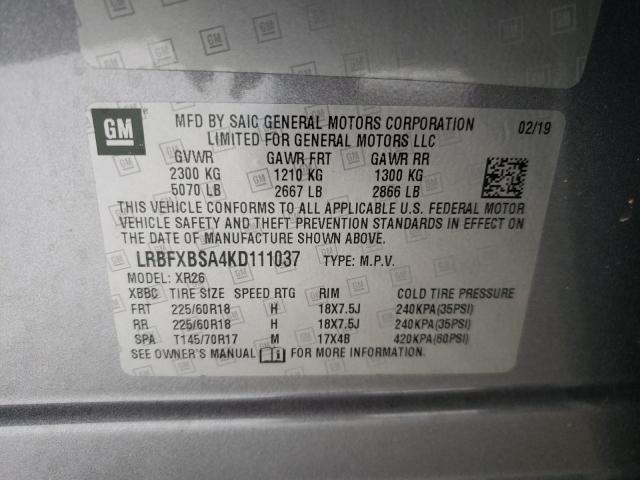 GM
MFD BY SAIC GENERAL MOTORS CORPORATION 02/19
LIMITED FOR GENERAL MOTORS LLC
GVWR GAWR FRT GAWR RR
2300 KG 1210 KG 1300 KG
5070 LB 2667 LB 2866 LB
THIS VEHICLE CONFORMS TO ALL APPLICABLE U.S. FEDERAL MOTOR
VEHICLE SAFETY AND THEFT PREVENTION STANDARDS IN EFFECT ON
THE DATE OF MANUFACTURE SHOWN ABOVE.
LRBFXBSA4KD111037 TYPE: M.P.V.
MODEL: XR26
XBBC TIRE SIZE SPEED RTG RIM COLD TIRE PRESSURE
FRT 225/60R18 H 18X7.5J 240KPA(35PSI)
RR 225/60R18 H 18X7.5J 240KPA(35PSI)
SPA T145/70R17 M 17X4B 420KPA(60PSI)
SEE OWNER'S MANUAL FOR MORE INFORMATION.